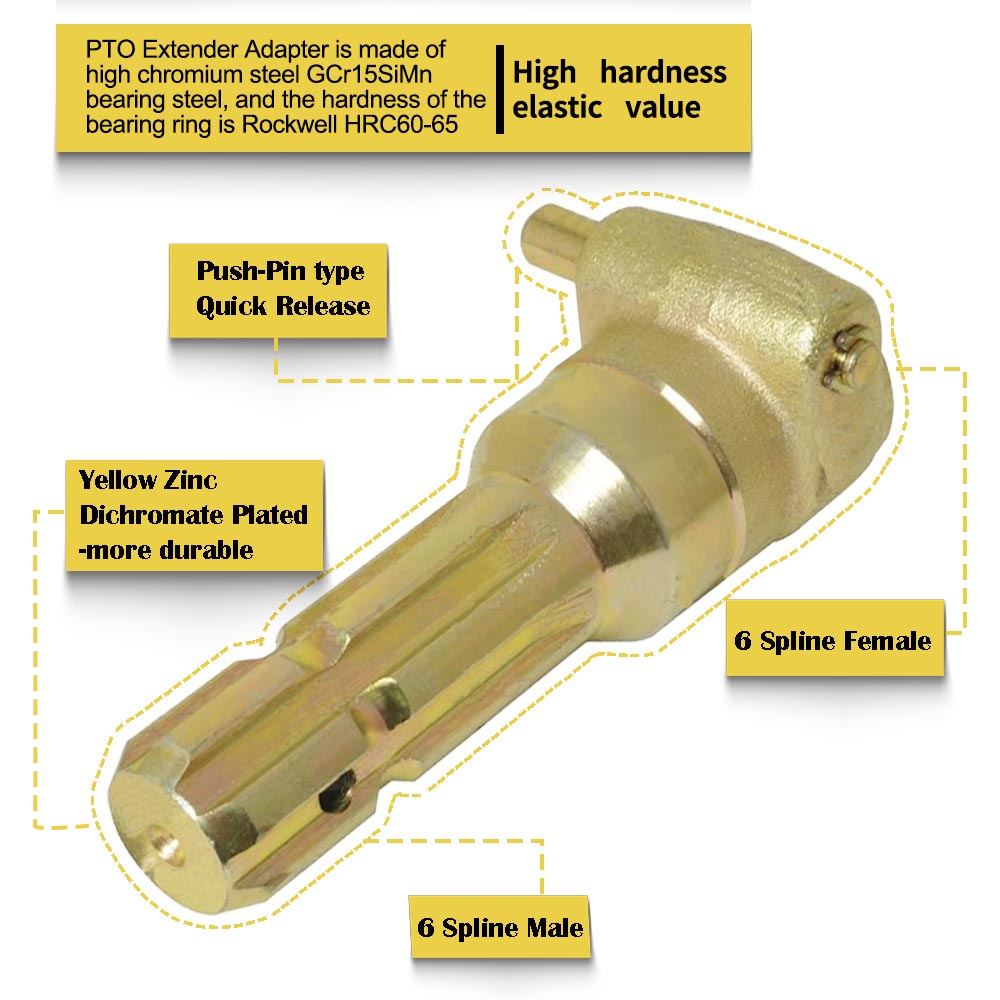 PTO Extender Adapter is made of
high chromium steel GCr15SiMn
bearing steel, and the hardness of the
bearing ring is Rockwell HRC60-65
High hardness
elastic value
Push-Pin type
Quick Release
Yellow Zinc
Dichromate Plated
-more durable
6 Spline Female
6 Spline Male